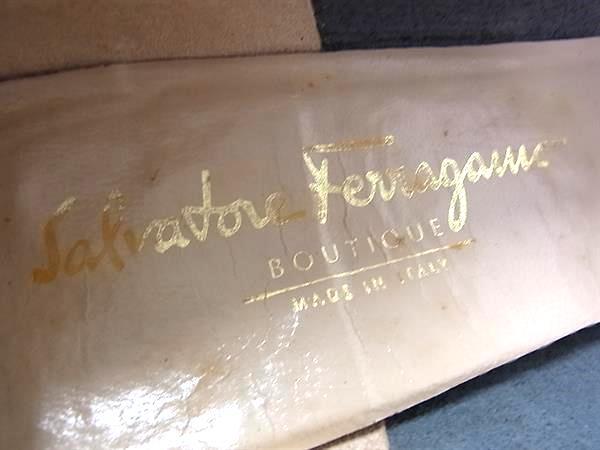 Salvatore Ferragamo
BOUTIQUE
MADE IN ITALY